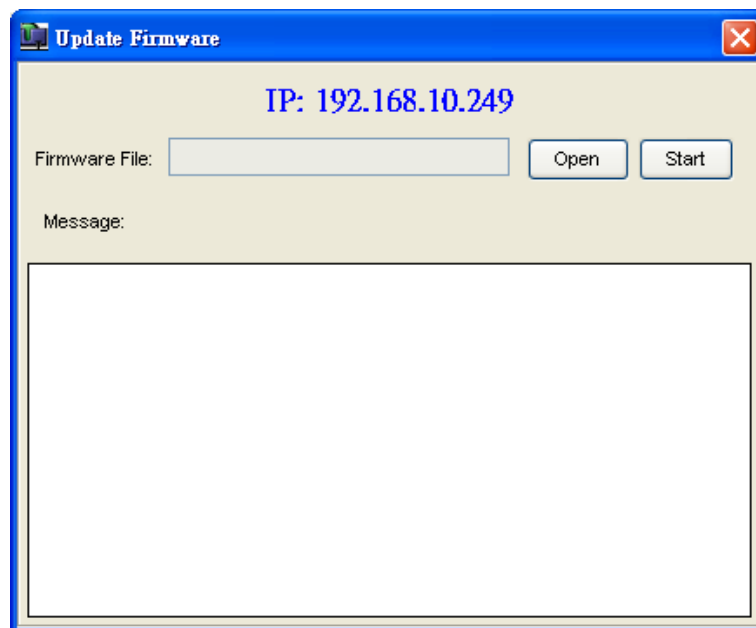 Update Firmware
IP: 192.168.10.249
Firmware File: Open Start
Message: